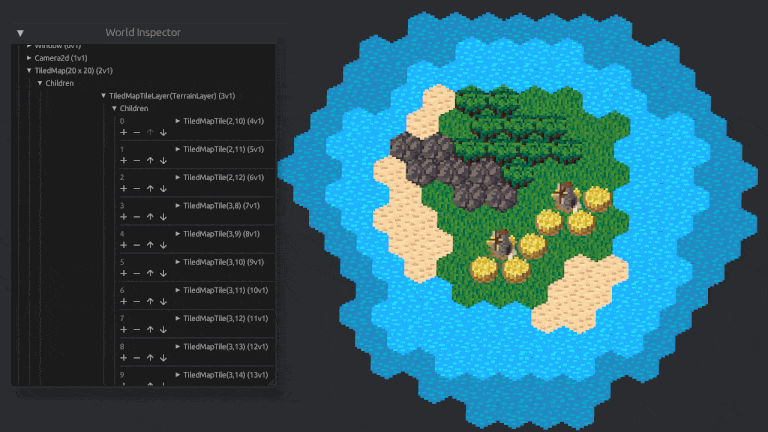 World Inspector
Window (0v1)
Camera2d (1v1)
TiledMap(20 x 20) (2v1)
Children
TiledMapTileLayer(TerrainLayer) (3v1)
Children
0 TiledMapTile(2,10) (4v1)
1 TiledMapTile(2,11) (5v1)
2 TiledMapTile(2,12) (6v1)
3 TiledMapTile(3,8) (7v1)
4 TiledMapTile(3,9) (8v1)
5 TiledMapTile(3,10) (9v1)
6 TiledMapTile(3,11) (10v1)
7 TiledMapTile(3,12) (11v1)
8 TiledMapTile(3,13) (12v1)
9 TiledMapTile(3,14) (13v1)